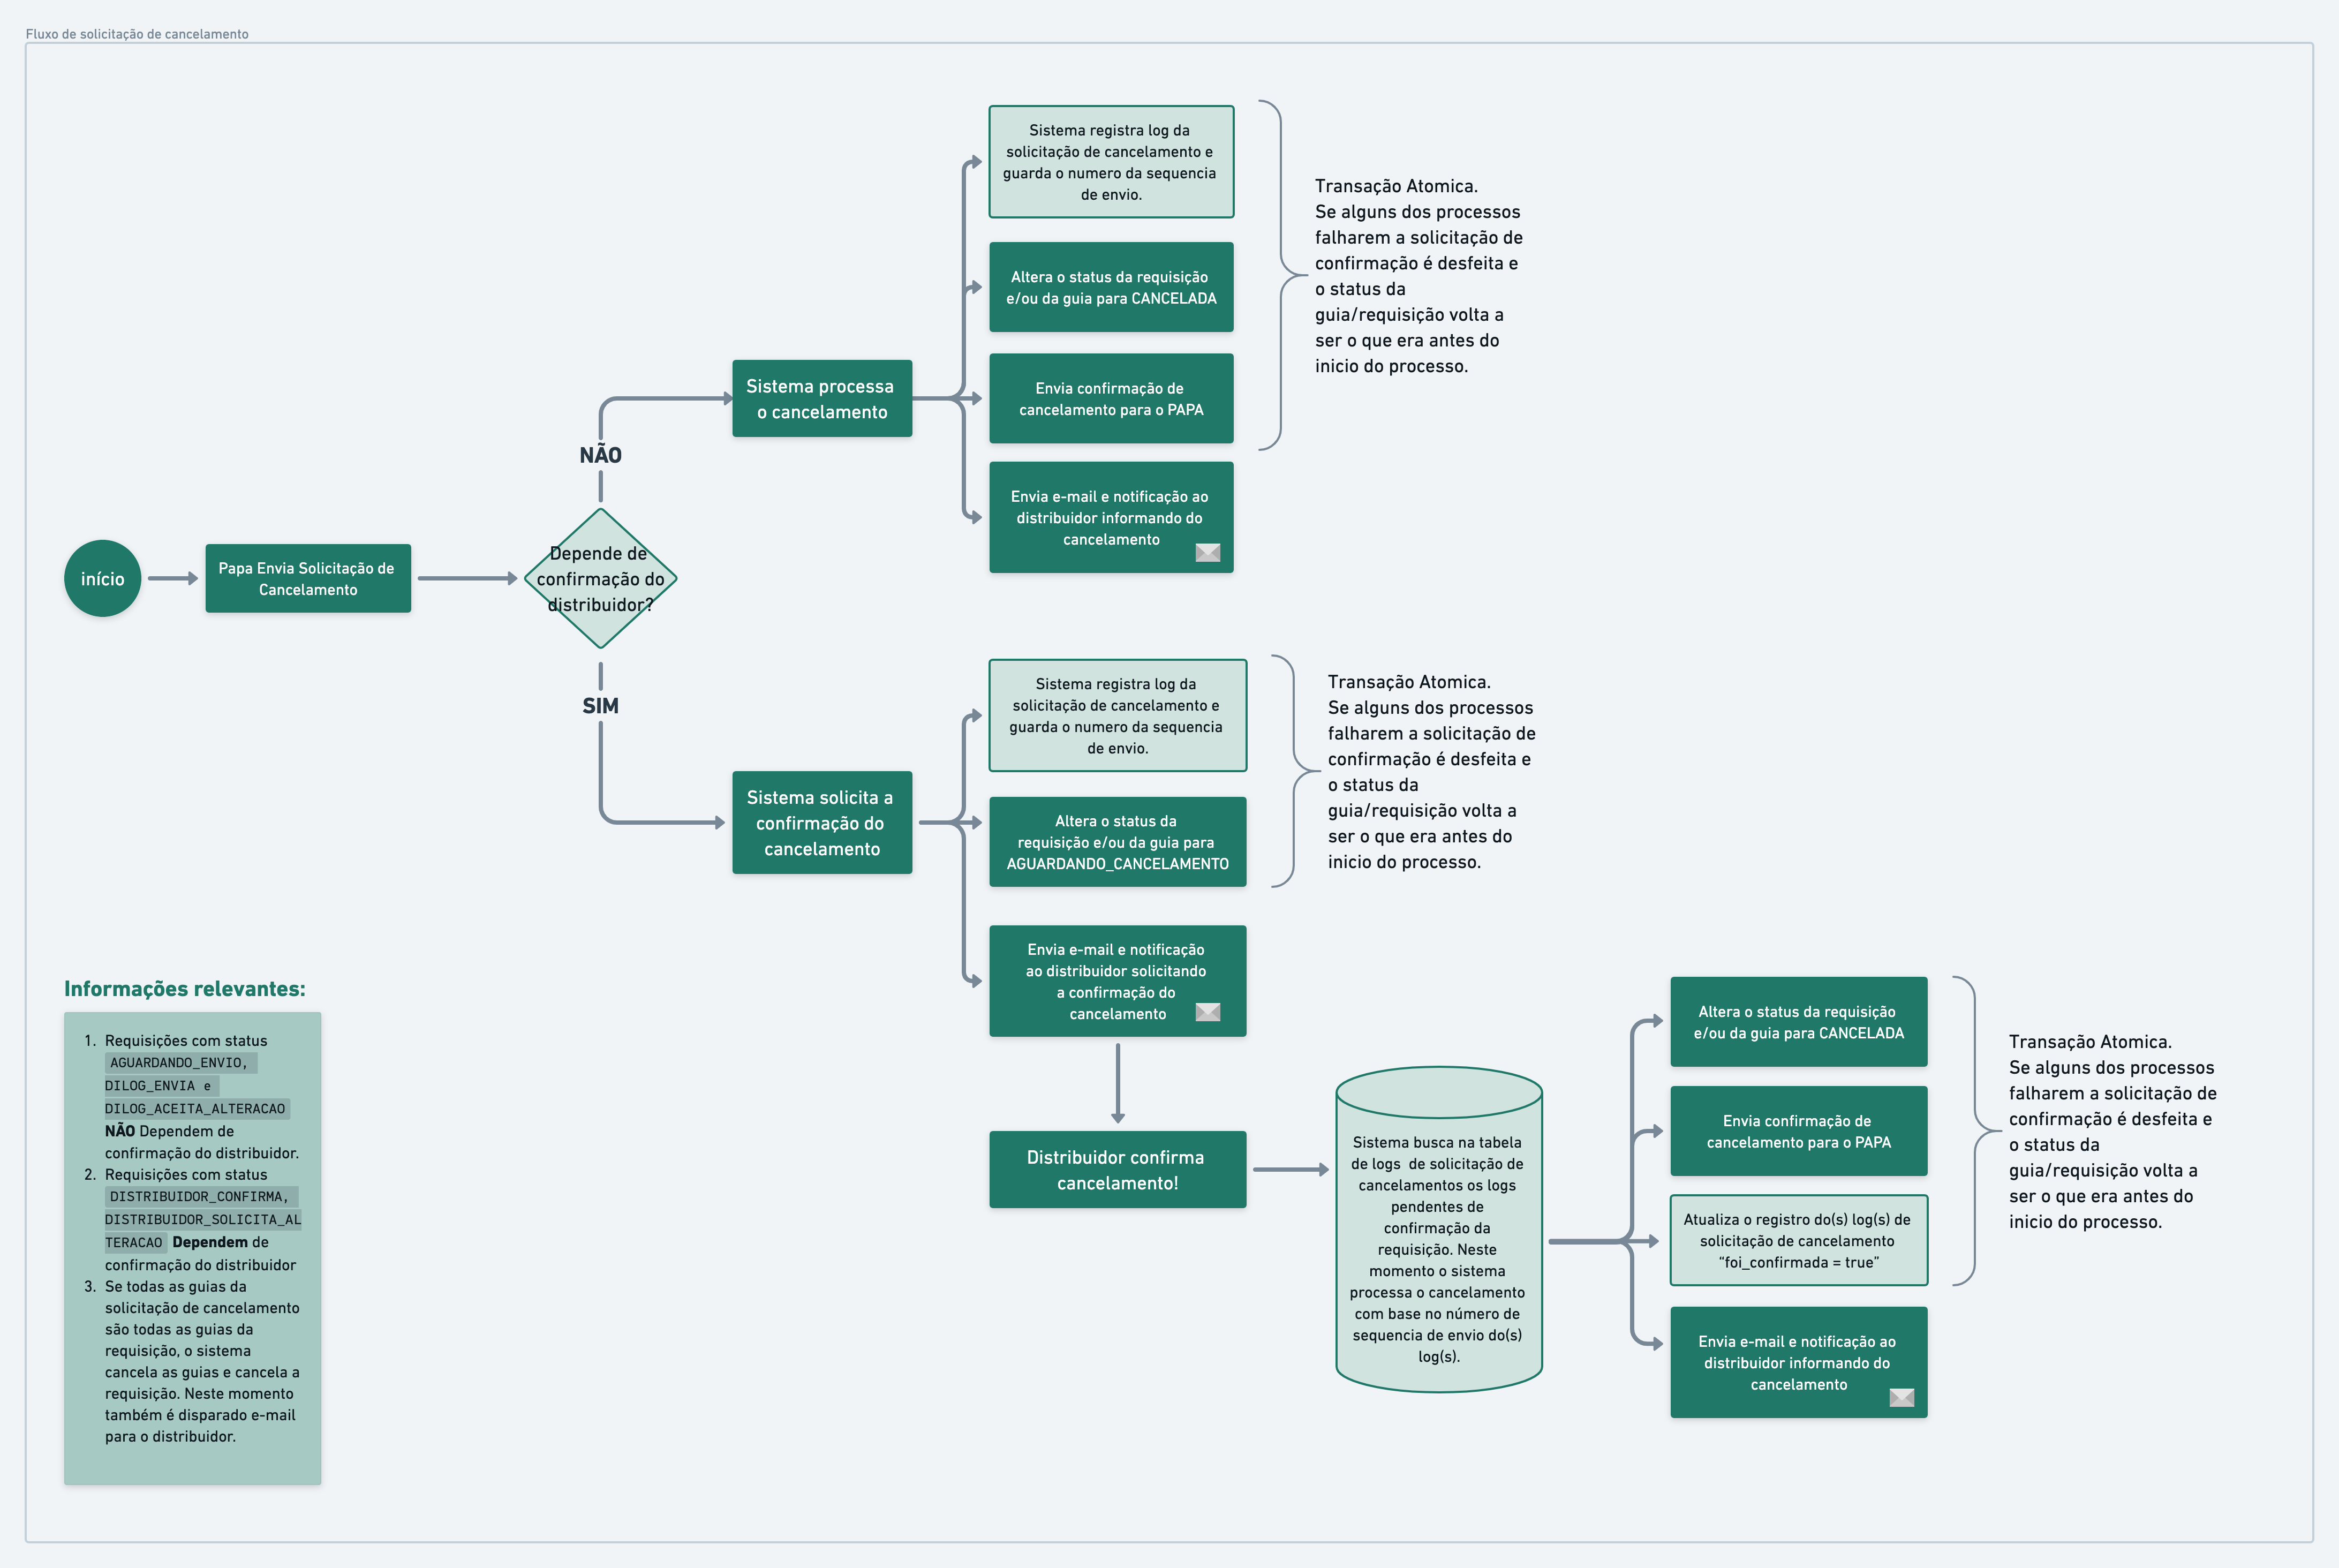 Fluxo de solicitação de cancelamento
Sistema registra log da
solicitação de cancelamento e
guarda o numero da sequencia
de envio.
Altera o status da requisição
e/ou da guia para CANCELADA
Envia confirmação de
cancelamento para o PAPA
Envia e-mail e notificação ao
distribuidor informando do
cancelamento
Transação Atomica.
Se alguns dos processos
falharem a solicitação de
confirmação é desfeita e
o status da
guia/requisição volta a
ser o que era antes do
inicio do processo.
Sistema processa
o cancelamento
NÃO
início
Papa Envia Solicitação de
Cancelamento
Depende de
confirmação do
distribuidor?
SIM
Sistema solicita a
confirmação do
cancelamento
Sistema registra log da
solicitação de cancelamento e
guarda o numero da sequencia
de envio.
Altera o status da
requisição e/ou da guia para
AGUARDANDO_CANCELAMENTO
Envia e-mail e notificação
ao distribuidor solicitando
a confirmação do
cancelamento
Transação Atomica.
Se alguns dos processos
falharem a solicitação de
confirmação é desfeita e
o status da
guia/requisição volta a
ser o que era antes do
inicio do processo.
Distribuidor confirma
cancelamento!
Sistema busca na tabela
de logs de solicitação de
cancelamentos os logs
pendentes de
confirmação da
requisição. Neste
momento o sistema
processa o cancelamento
com base no número de
sequencia de envio do(s)
log(s).
Altera o status da requisição
e/ou da guia para CANCELADA
Envia confirmação de
cancelamento para o PAPA
Atualiza o registro do(s) log(s) de
solicitação de cancelamento
“foi_confirmada = true”
Envia e-mail e notificação ao
distribuidor informando do
cancelamento
Transação Atomica.
Se alguns dos processos
falharem a solicitação de
confirmação é desfeita e
o status da
guia/requisição volta a
ser o que era antes do
inicio do processo.
Informações relevantes:
1. Requisições com status
AGUARDANDO_ENVIO,
DILOG_ENVIA e
DILOG_ACEITA_ALTERACAO
NÃO Dependem de
confirmação do distribuidor.
2. Requisições com status
DISTRIBUIDOR_CONFIRMA,
DISTRIBUIDOR_SOLICITA_AL
TERACAO Dependem de
confirmação do distribuidor
3. Se todas as guias da
solicitação de cancelamento
são todas as guias da
requisição, o sistema
cancela as guias e cancela a
requisição. Neste momento
também é disparado e-mail
para o distribuidor.